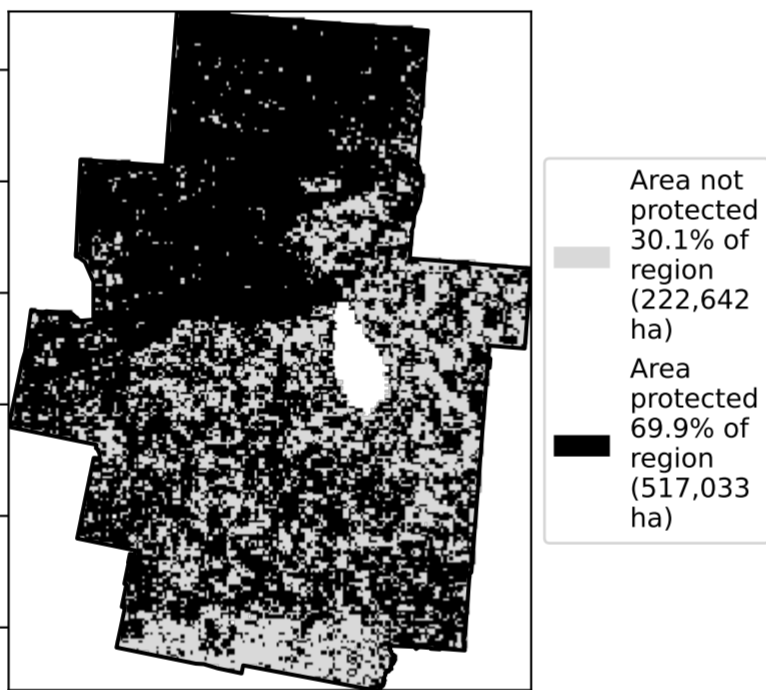 Area not
protected
30.1% of
region
(222,642
ha)
Area
protected
69.9% of
region
(517,033
ha)